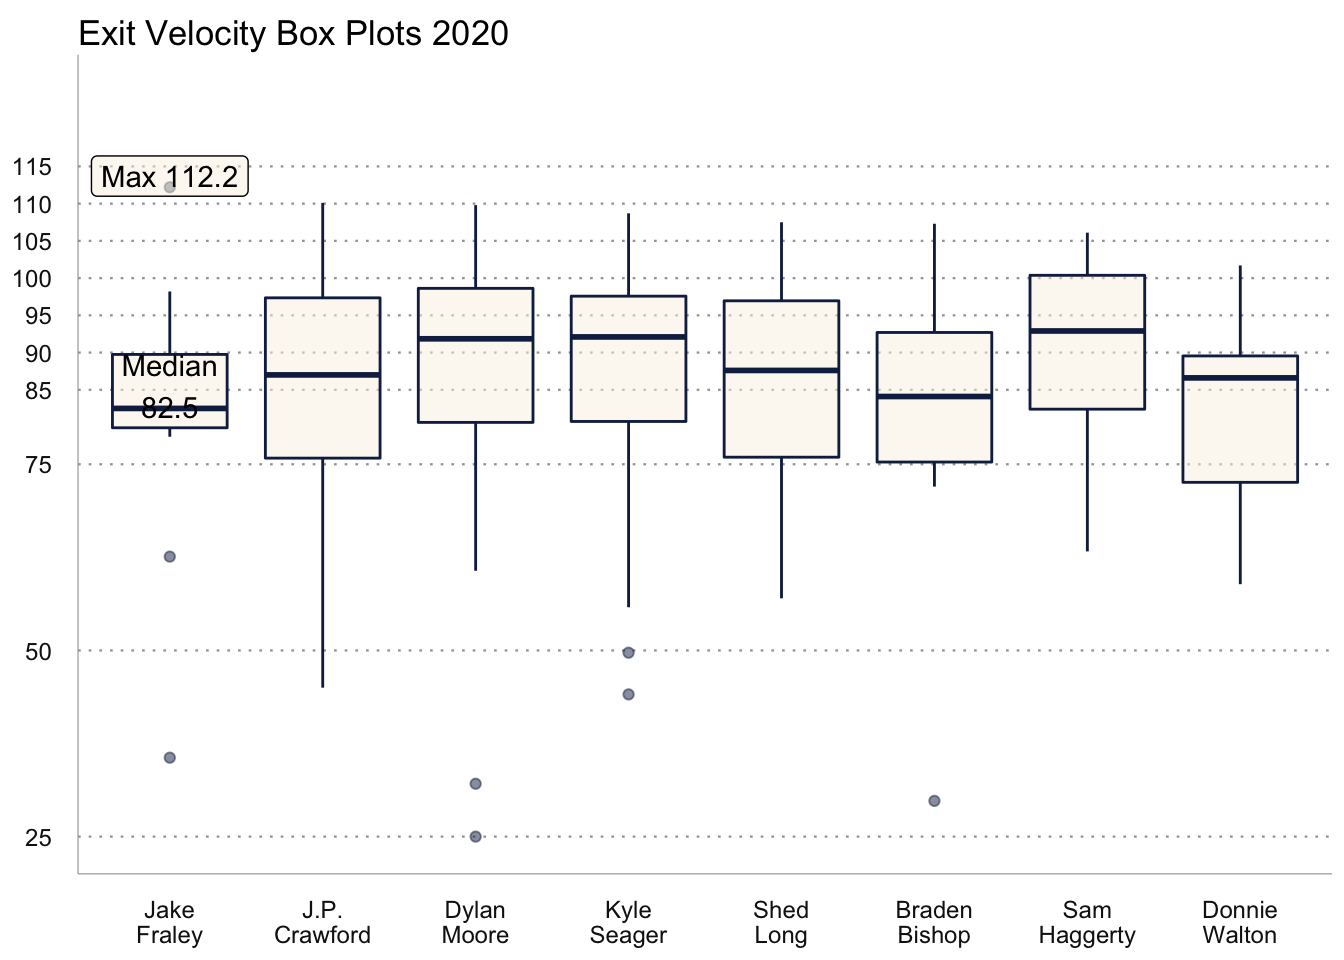 Exit Velocity Box Plots 2020
115
110
105
100
95
90
85
75
50
25
Max 112.2
Median
82.5
Jake
Fraley
J.P.
Crawford
Dylan
Moore
Kyle
Seager
Shed
Long
Braden
Bishop
Sam
Haggerty
Donnie
Walton